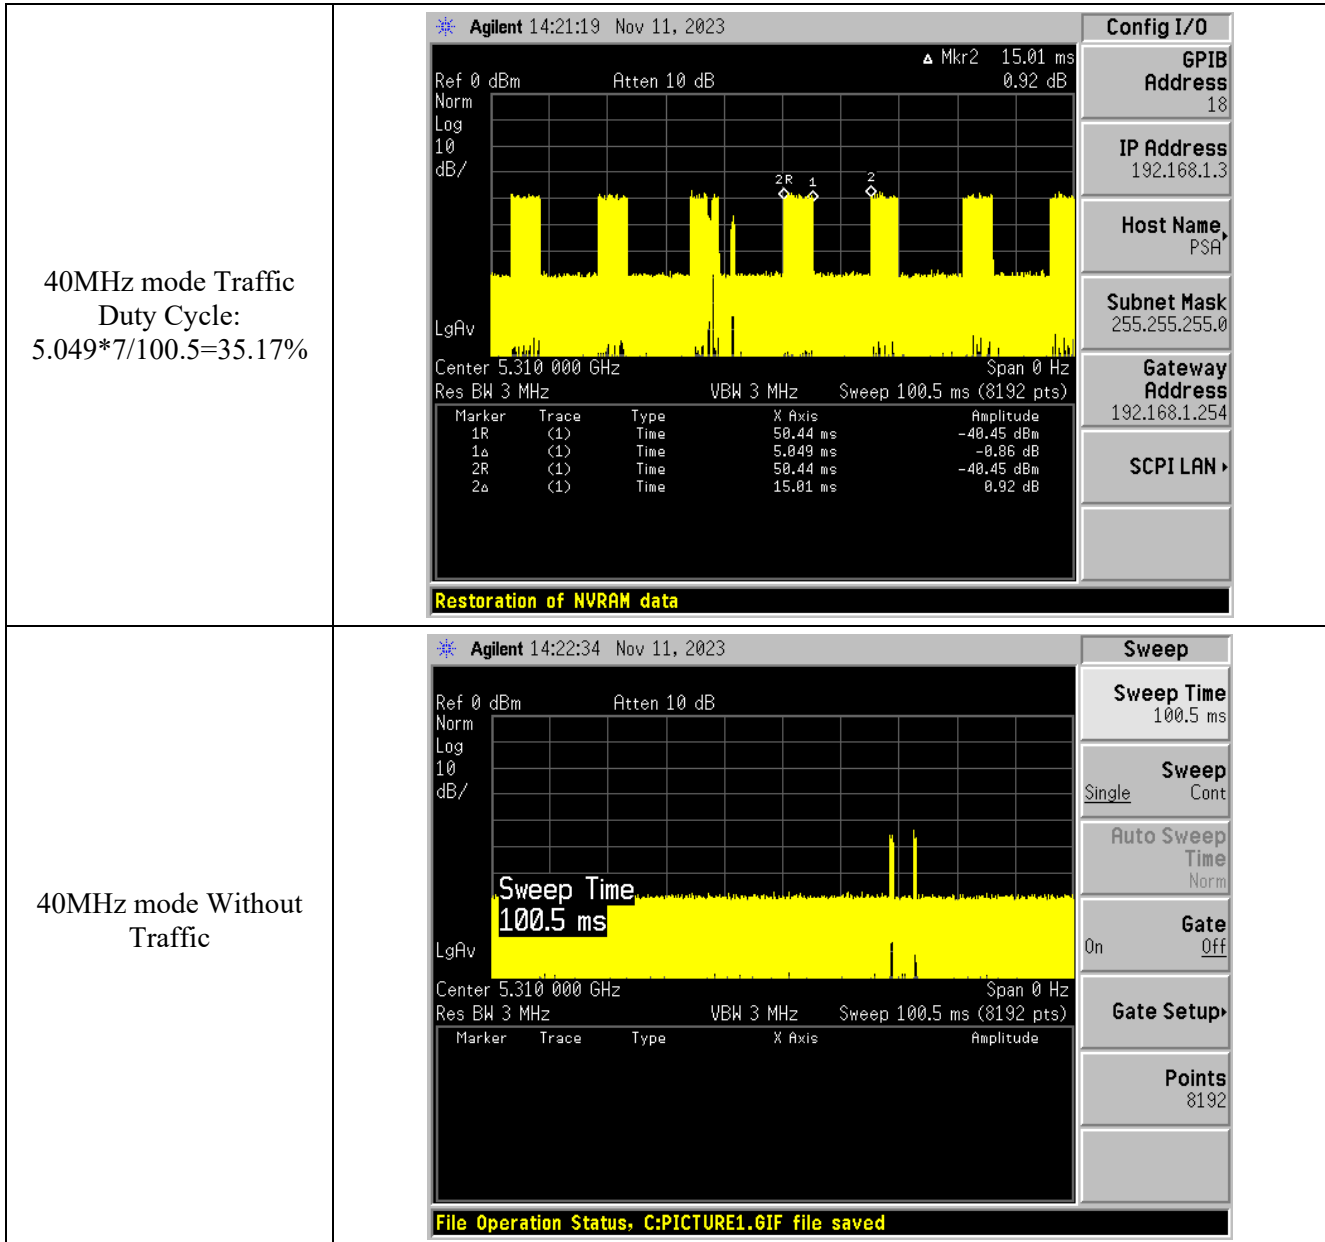 40MHz mode Traffic
Duty Cycle:
5.049*7/100.5=35.17%
Agilent 14:21:19 Nov 11, 2023
Config I/O
Δ Mkr2 15.01 ms
Ref 0 dBm Atten 10 dB 0.92 dB
Norm
Log
10
dB/
2R 1 2
LgAv
Center 5.310 000 GHz Span 0 Hz
Res BW 3 MHz VBW 3 MHz Sweep 100.5 ms (8192 pts)
Marker Trace Type X Axis Amplitude
1R (1) Time 50.44 ms -40.45 dBm
1Δ (1) Time 5.049 ms -0.86 dB
2R (1) Time 50.44 ms -40.45 dBm
2Δ (1) Time 15.01 ms 0.92 dB
GPIB
Address
18
IP Address
192.168.1.3
Host Name
PSA
Subnet Mask
255.255.255.0
Gateway
Address
192.168.1.254
SCPI LAN
Restoration of NVRAM data
40MHz mode Without
Traffic
Agilent 14:22:34 Nov 11, 2023
Sweep
Ref 0 dBm Atten 10 dB
Norm
Log
10
dB/
Sweep Time
100.5 ms
LgAv
Center 5.310 000 GHz Span 0 Hz
Res BW 3 MHz VBW 3 MHz Sweep 100.5 ms (8192 pts)
Marker Trace Type X Axis Amplitude
Sweep Time
100.5 ms
Sweep
Single Cont
Auto Sweep
Time
Norm
Gate
On Off
Gate Setup
Points
8192
File Operation Status, C:PICTURE1.GIF file saved